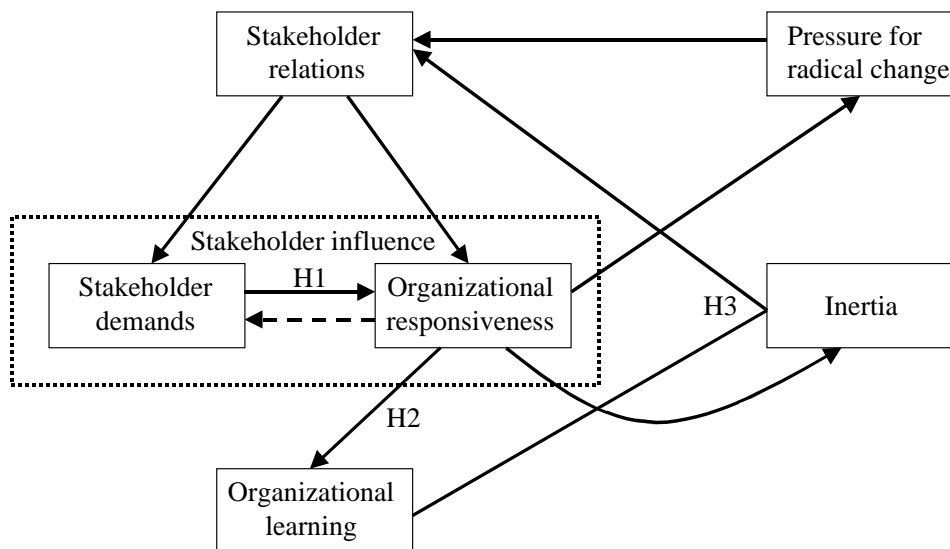 Stakeholder
relations
Pressure for
radical change
Stakeholder influence
Stakeholder
demands
H1
Organizational
responsiveness
H3
Inertia
H2
Organizational
learning